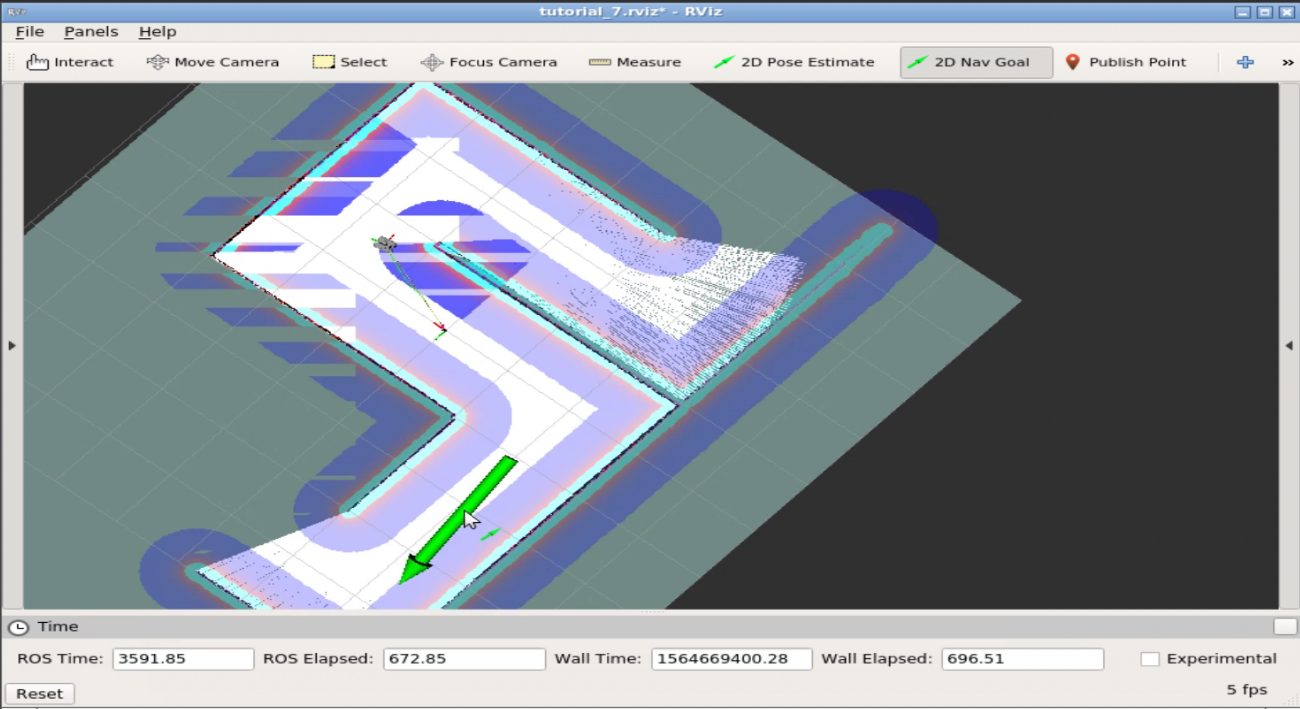 RViz
tutorial_7.rviz* - RViz
File Panels Help
Interact Move Camera Select Focus Camera Measure 2D Pose Estimate 2D Nav Goal Publish Point »
Time
ROS Time: 3591.85 ROS Elapsed: 672.85 Wall Time: 1564669400.28 Wall Elapsed: 696.51 Experimental
Reset 5 fps